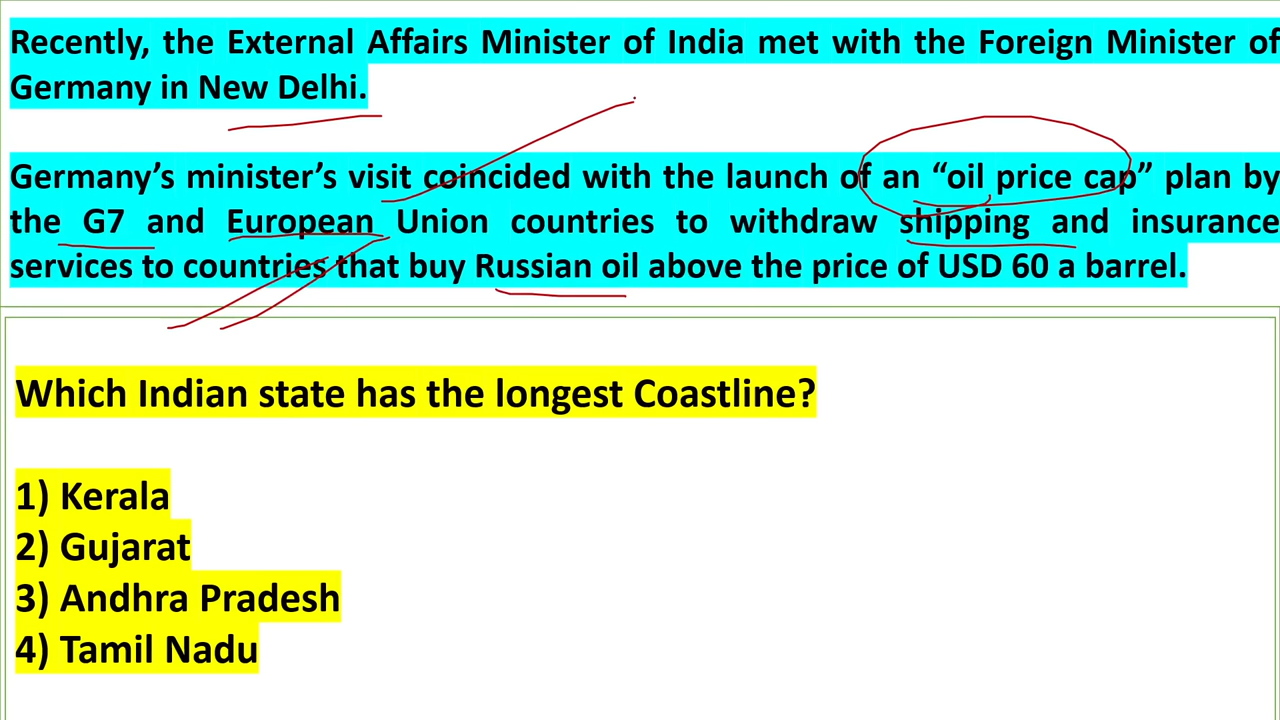 Recently, the External Affairs Minister of India met with the Foreign Minister of
Germany in New Delhi.
Germany’s minister’s visit coincided with the launch of an “oil price cap” plan by
the G7 and European Union countries to withdraw shipping and insurance
services to countries that buy Russian oil above the price of USD 60 a barrel.
Which Indian state has the longest Coastline?
1) Kerala
2) Gujarat
3) Andhra Pradesh
4) Tamil Nadu